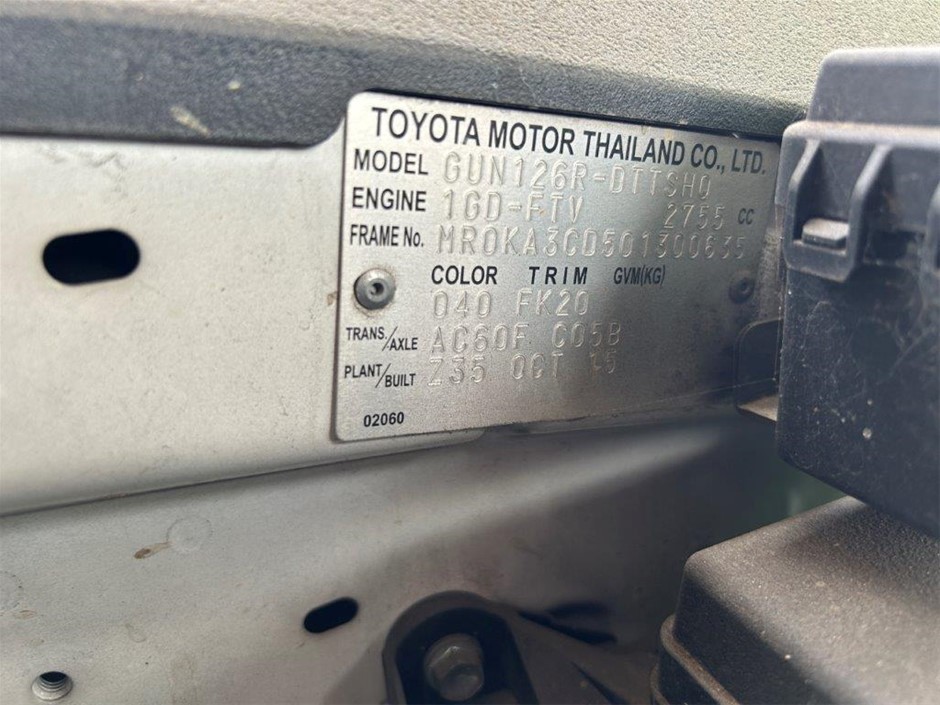 TOYOTA MOTOR THAILAND CO., LTD.
MODEL GUN126R-DTTSHQ
ENGINE 1GD-FTV 2755 CC
FRAME No. MR0KA3CD501300635
COLOR TRIM GVM(KG)
040 FK20
TRANS./AXLE AC60F C05B
PLANT/BUILT Z35 OCT 15
02060